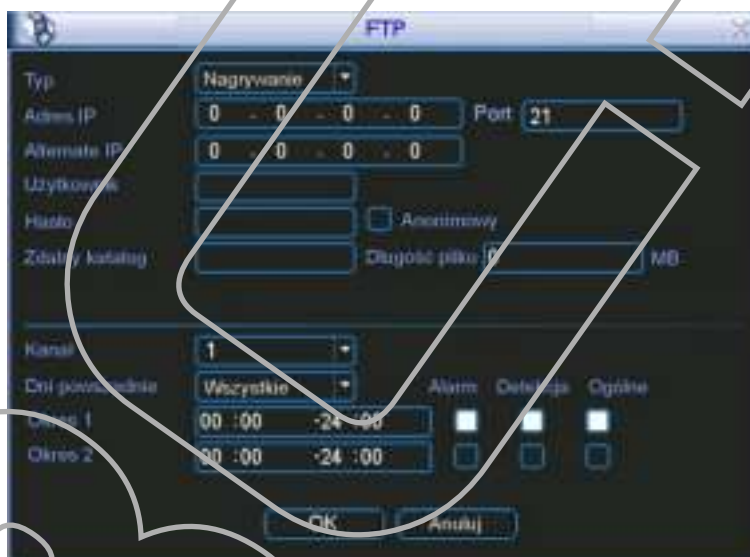 FTP
Typ Nagrywanie
Adres IP 0 . 0 . 0 . 0 Port 21
Alternate IP 0 . 0 . 0 . 0
Użytkownik
Hasło Anonimowy
Zdalny katalog Długość pliku 0 MB
Kanał 1
Dni powszednie Wszystkie Alarm Detekcja Ogólne
Okres 1 00 :00 -24 :00
Okres 2 00 :00 -24 :00
OK Anuluj